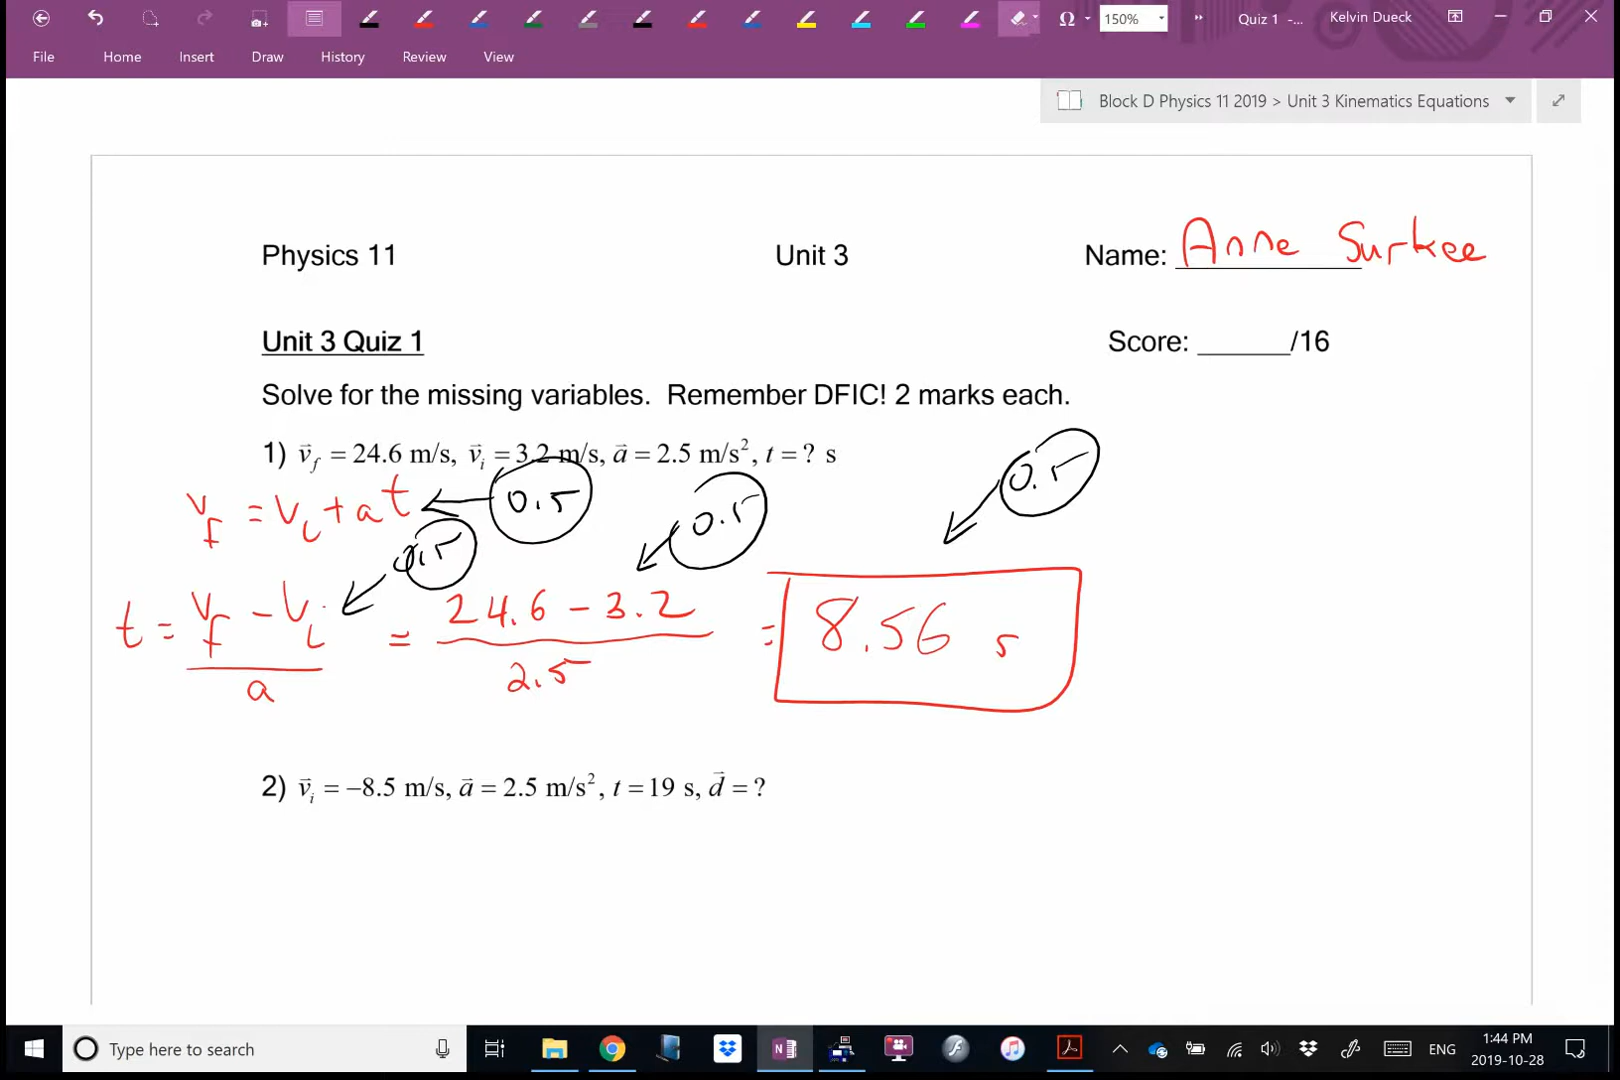 150%
Quiz 1 -...
Kelvin Dueck
File Home Insert Draw History Review View
Block D Physics 11 2019 > Unit 3 Kinematics Equations
Physics 11 Unit 3 Name: Anne Surkee
Unit 3 Quiz 1 Score: ______/16
Solve for the missing variables. Remember DFIC! 2 marks each.
1) v⃗f = 24.6 m/s, v⃗i = 3.2 m/s, a⃗ = 2.5 m/s², t = ? s
0.5
vf = vi + at
0.5
0.5
0.5
t = (vf - vi)/a = (24.6 - 3.2)/2.5 = 8.56 s
2) v⃗i = −8.5 m/s, a⃗ = 2.5 m/s², t = 19 s, d⃗ = ?
Type here to search
ENG
1:44 PM
2019-10-28